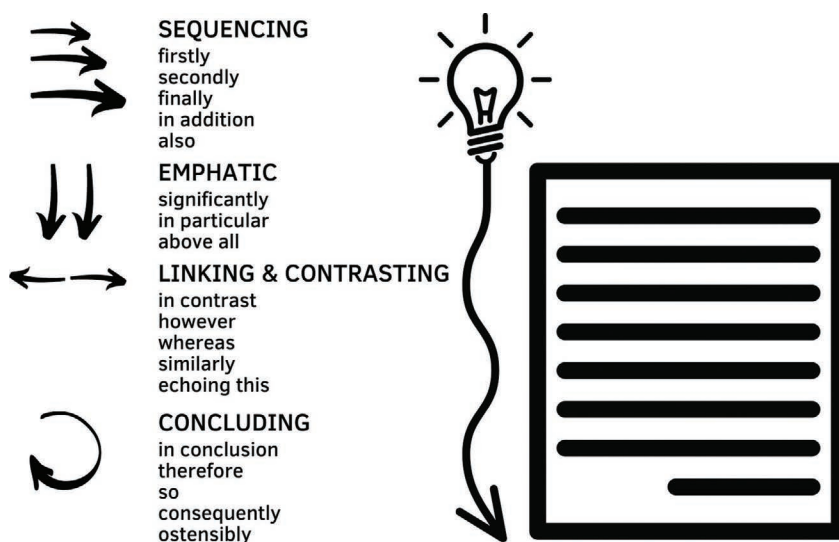 SEQUENCING
firstly
secondly
finally
in addition
also
EMPHATIC
significantly
in particular
above all
LINKING & CONTRASTING
in contrast
however
whereas
similarly
echoing this
CONCLUDING
in conclusion
therefore
so
consequently
ostensibly